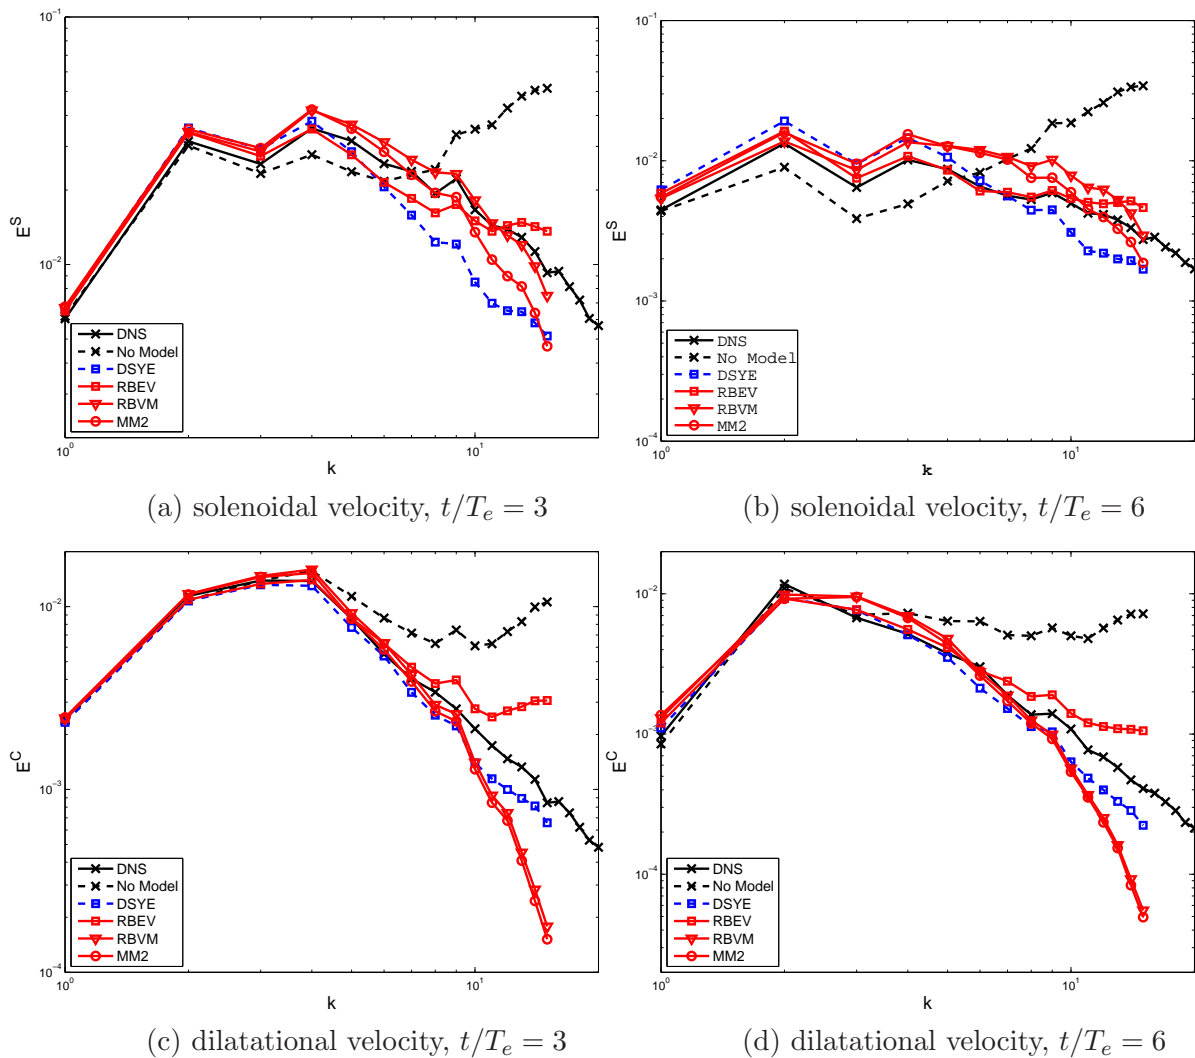 10⁻¹
10⁻²
E^S
10⁰
10¹
k
DNS
No Model
DSYE
RBEV
RBVM
MM2
(a) solenoidal velocity, t/T_e = 3
10⁻¹
10⁻²
10⁻³
10⁻⁴
E^S
10⁰
10¹
k
DNS
No Model
DSYE
RBEV
RBVM
MM2
(b) solenoidal velocity, t/T_e = 6
10⁻²
10⁻³
10⁻⁴
E^C
10⁰
10¹
k
DNS
No Model
DSYE
RBEV
RBVM
MM2
(c) dilatational velocity, t/T_e = 3
10⁻²
10⁻³
10⁻⁴
E^C
10⁰
10¹
k
DNS
No Model
DSYE
RBEV
RBVM
MM2
(d) dilatational velocity, t/T_e = 6